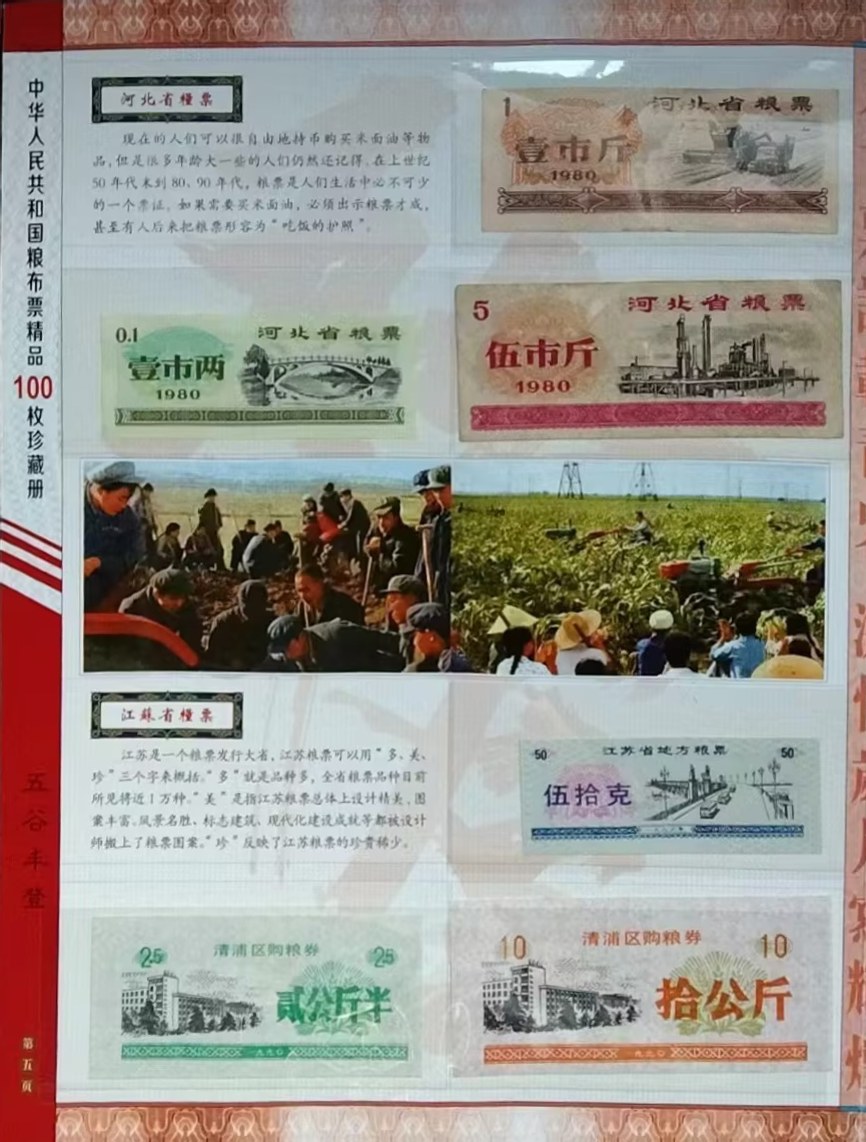 中华人民共和国粮布票精品100枚珍藏册
五谷丰登
第五页
河北省糧票
现在的人们可以很自由地持币购买米面油等物
品,但是很多年龄大一些的人们仍然还记得,在上世纪
50年代末到80、90年代,粮票是人们生活中必不可少
的一个票证。如果需要买米面油,必须出示粮票才成,
甚至有人后来把粮票形容为“吃饭的护照”。
1
河北省粮票
壹市斤
1980
0.1
河北省粮票
壹市两
1980
5
河北省粮票
伍市斤
1980
江蘇省糧票
江苏是一个粮票发行大省,江苏粮票可以用“多、美、
珍”三个字来概括。“多”就是品种多,全省粮票品种目前
所见将近1万种。“美”是指江苏粮票总体上设计精美,图
案丰富。风景名胜、标志建筑、现代化建设成就等都被设计
师搬上了粮票图案。“珍”反映了江苏粮票的珍贵稀少。
50
江苏省地方粮票
50
伍拾克
2.5
清浦区购粮券
2.5
贰公斤半
一九九〇
10
清浦区购粮券
10
拾公斤
一九九〇